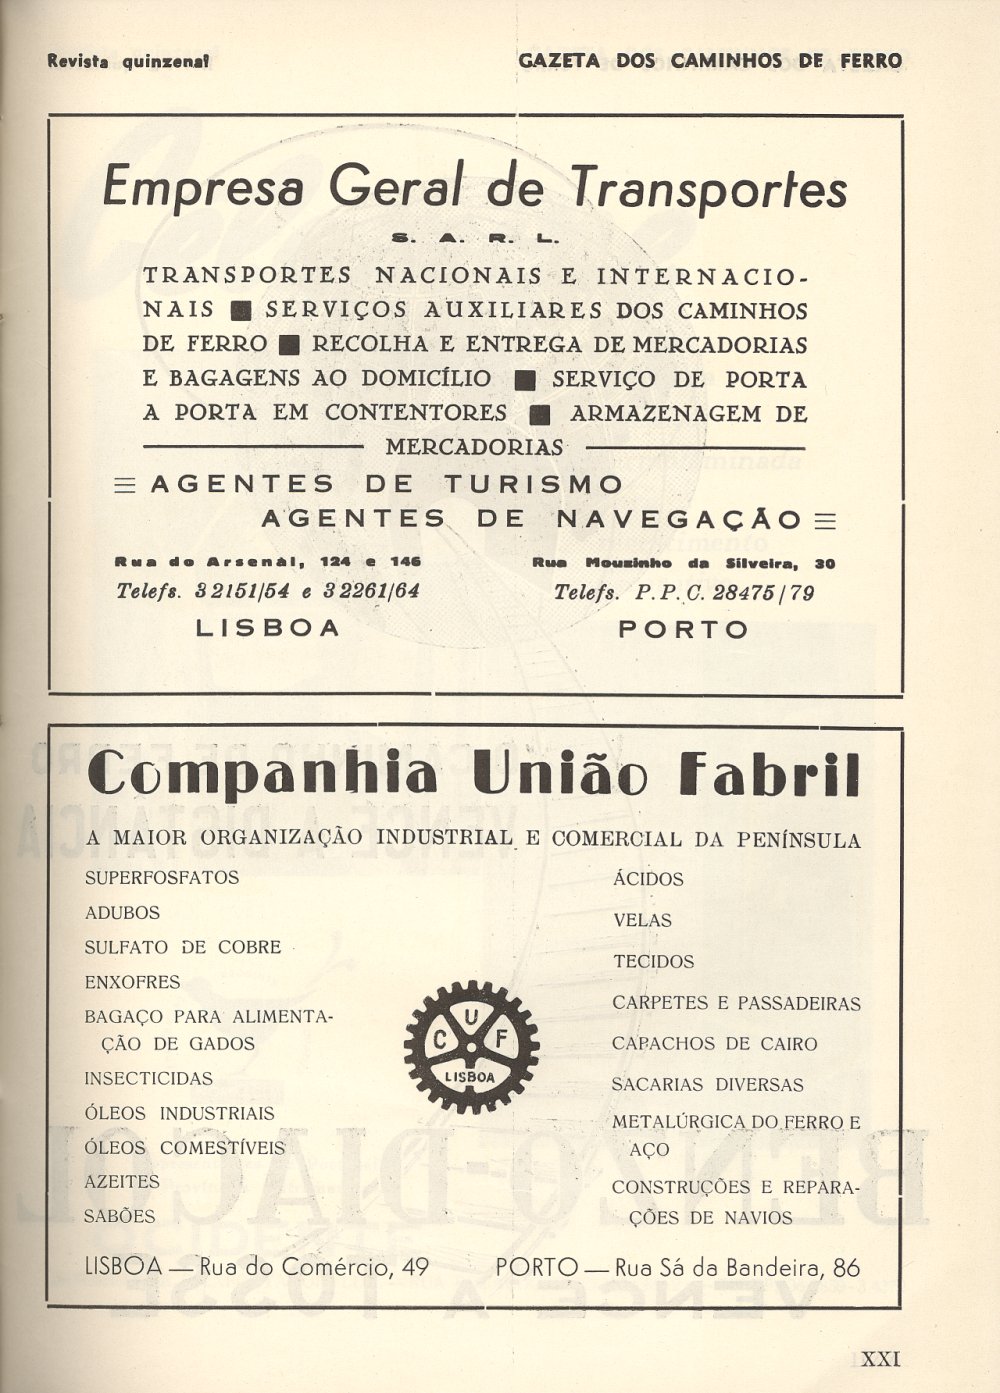 Revista quinzenal
GAZETA DOS CAMINHOS DE FERRO
Empresa Geral de Transportes
S. A. R. L.
TRANSPORTES NACIONAIS E INTERNACIO-
NAIS ■ SERVIÇOS AUXILIARES DOS CAMINHOS
DE FERRO ■ RECOLHA E ENTREGA DE MERCADORIAS
E BAGAGENS AO DOMICÍLIO ■ SERVIÇO DE PORTA
A PORTA EM CONTENTORES ■ ARMAZENAGEM DE
MERCADORIAS
AGENTES DE TURISMO
AGENTES DE NAVEGAÇÃO
Rua do Arsenàl, 124 e 146
Telefs. 32151/54 e 32261/64
LISBOA
Rua Mouzinho da Silveira, 30
Telefs. P.P.C. 28475/79
PORTO
Companhia União Fabril
A MAIOR ORGANIZAÇÃO INDUSTRIAL E COMERCIAL DA PENÍNSULA
SUPERFOSFATOS
ADUBOS
SULFATO DE COBRE
ENXOFRES
BAGAÇO PARA ALIMENTA-
ÇÃO DE GADOS
INSECTICIDAS
ÓLEOS INDUSTRIAIS
ÓLEOS COMESTÍVEIS
AZEITES
SABÕES
C U F
LISBOA
ÁCIDOS
VELAS
TECIDOS
CARPETES E PASSADEIRAS
CAPACHOS DE CAIRO
SACARIAS DIVERSAS
METALÚRGICA DO FERRO E
AÇO
CONSTRUÇÕES E REPARA-
ÇÕES DE NAVIOS
LISBOA — Rua do Comércio, 49
PORTO — Rua Sá da Bandeira, 86
XXI